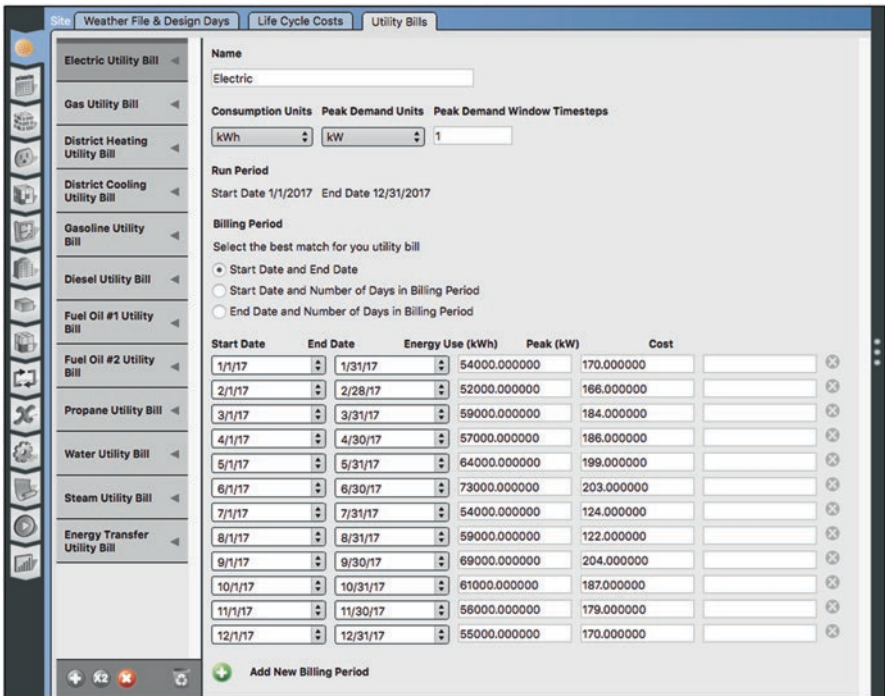 Site Weather File & Design Days Life Cycle Costs Utility Bills
Electric Utility Bill
Gas Utility Bill
District Heating
Utility Bill
District Cooling
Utility Bill
Gasoline Utility
Bill
Diesel Utility Bill
Fuel Oil #1 Utility
Bill
Fuel Oil #2 Utility
Bill
Propane Utility Bill
Water Utility Bill
Steam Utility Bill
Energy Transfer
Utility Bill
x2
Name
Electric
Consumption Units Peak Demand Units Peak Demand Window Timesteps
kWh kW 1
Run Period
Start Date 1/1/2017 End Date 12/31/2017
Billing Period
Select the best match for you utility bill
Start Date and End Date
Start Date and Number of Days in Billing Period
End Date and Number of Days in Billing Period
Start Date End Date Energy Use (kWh) Peak (kW) Cost
1/1/17 1/31/17 54000.000000 170.000000
2/1/17 2/28/17 52000.000000 166.000000
3/1/17 3/31/17 59000.000000 184.000000
4/1/17 4/30/17 57000.000000 186.000000
5/1/17 5/31/17 64000.000000 199.000000
6/1/17 6/30/17 73000.000000 203.000000
7/1/17 7/31/17 54000.000000 124.000000
8/1/17 8/31/17 59000.000000 122.000000
9/1/17 9/30/17 69000.000000 204.000000
10/1/17 10/31/17 61000.000000 187.000000
11/1/17 11/30/17 56000.000000 179.000000
12/1/17 12/31/17 55000.000000 170.000000
Add New Billing Period